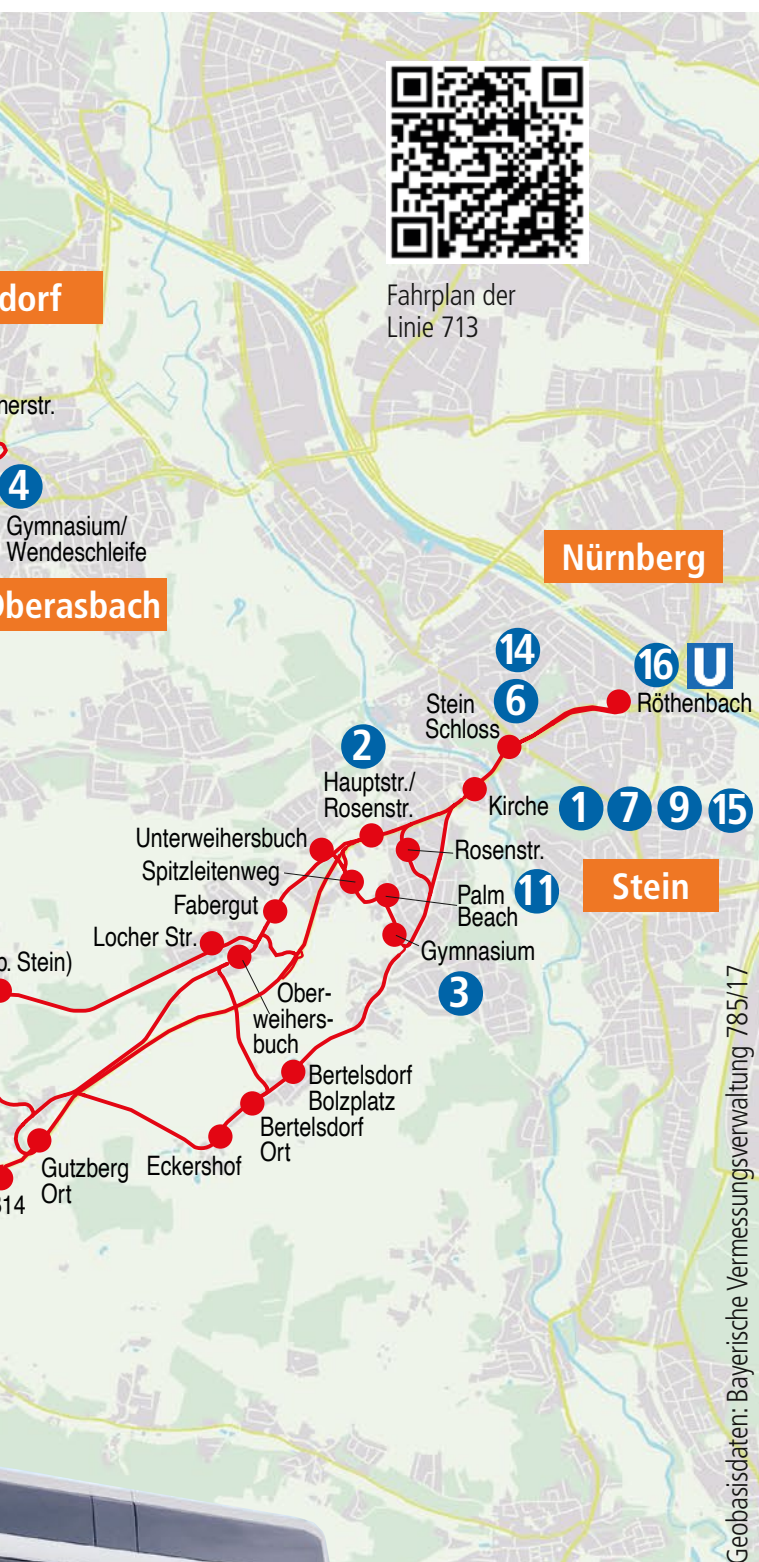 Fahrplan der
Linie 713
dorf
nerstr.
4
Gymnasium/
Wendeschleife
Oberasbach
Nürnberg
14
16 U
6
Stein
Schloss
Röthenbach
2
Hauptstr./
Rosenstr.
Kirche 1 7 9 15
Unterweihersbuch
Rosenstr.
Spitzleitenweg
Palm
Beach
11
Stein
Fabergut
Locher Str.
Gymnasium
. Stein)
3
Ober-
weihers-
buch
Bertelsdorf
Bolzplatz
Bertelsdorf
Ort
Eckershof
Gutzberg
Ort
14
Geobasisdaten: Bayerische Vermessungsverwaltung 785/17